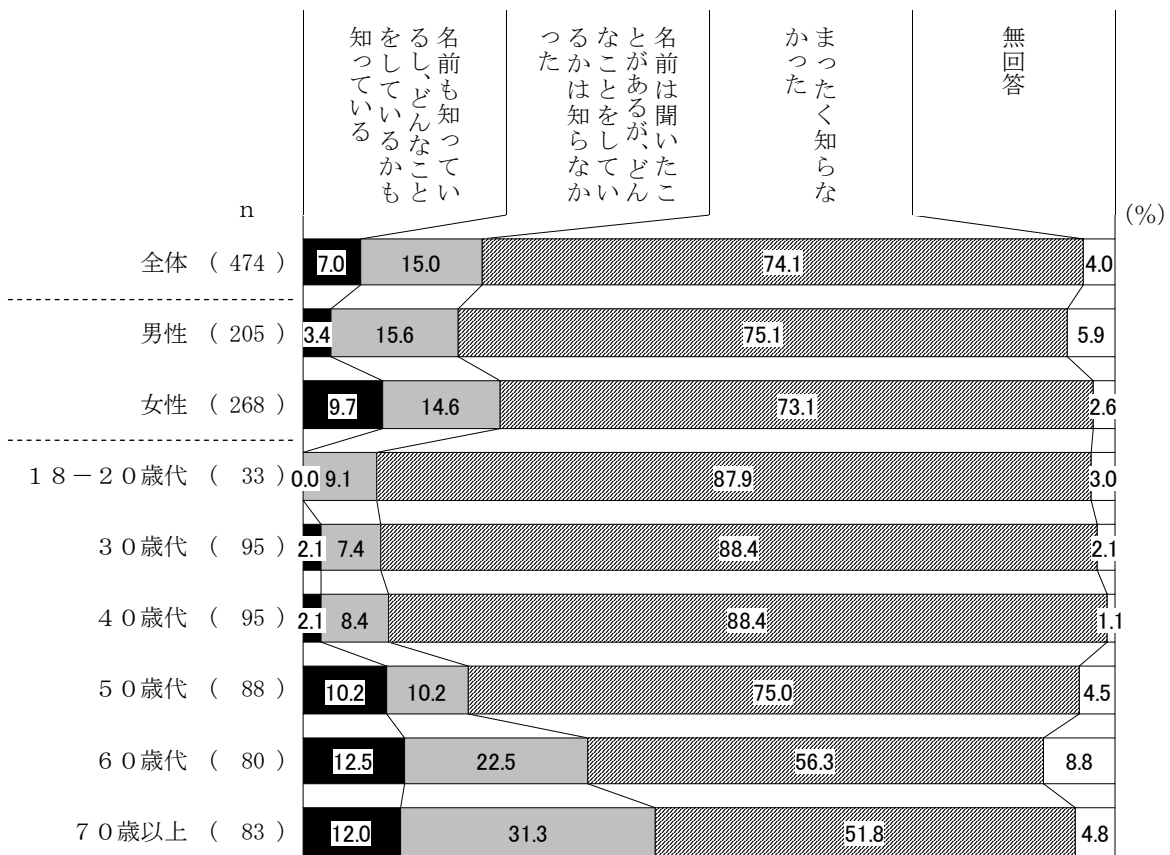 名前も知ってい
るし、どんなこと
をしているかも
知っている
名前は聞いたこ
とがあるが、どん
なことをしてい
るかは知らなか
った
まったく知らな
かった
無回答
n
(%)
全体 ( 474 ) 7.0 15.0 74.1 4.0
男性 ( 205 ) 3.4 15.6 75.1 5.9
女性 ( 268 ) 9.7 14.6 73.1 2.6
１８－２０歳代 ( 33 ) 0.0 9.1 87.9 3.0
３０歳代 ( 95 ) 2.1 7.4 88.4 2.1
４０歳代 ( 95 ) 2.1 8.4 88.4 1.1
５０歳代 ( 88 ) 10.2 10.2 75.0 4.5
６０歳代 ( 80 ) 12.5 22.5 56.3 8.8
７０歳以上 ( 83 ) 12.0 31.3 51.8 4.8